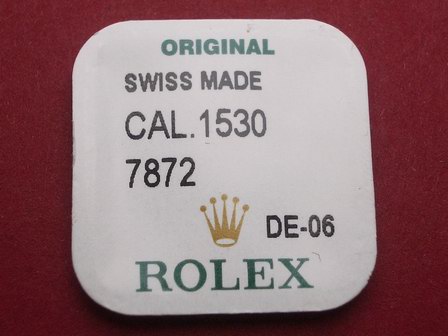 ORIGINAL
SWISS MADE
CAL.1530
7872
DE-06
ROLEX